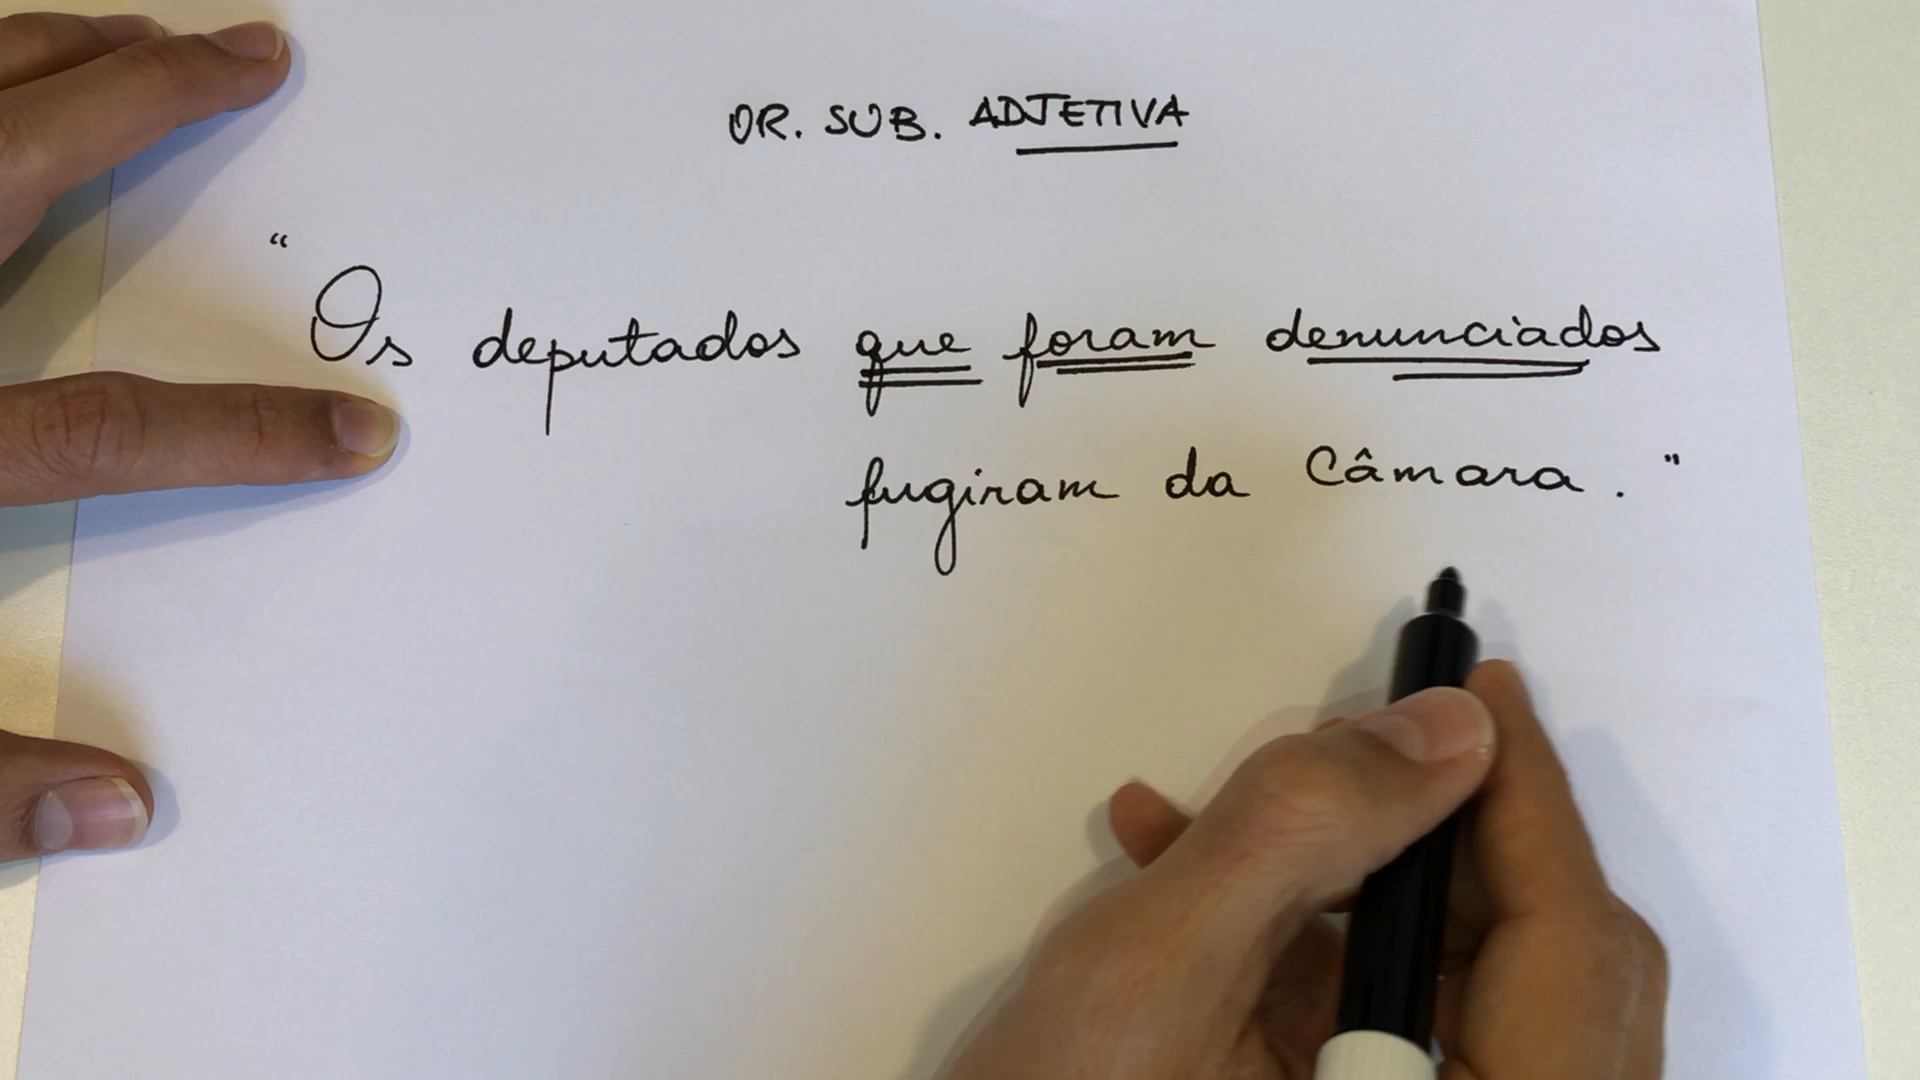 OR. SUB. ADJETIVA
“Os deputados que foram denunciados
fugiram da Câmara."